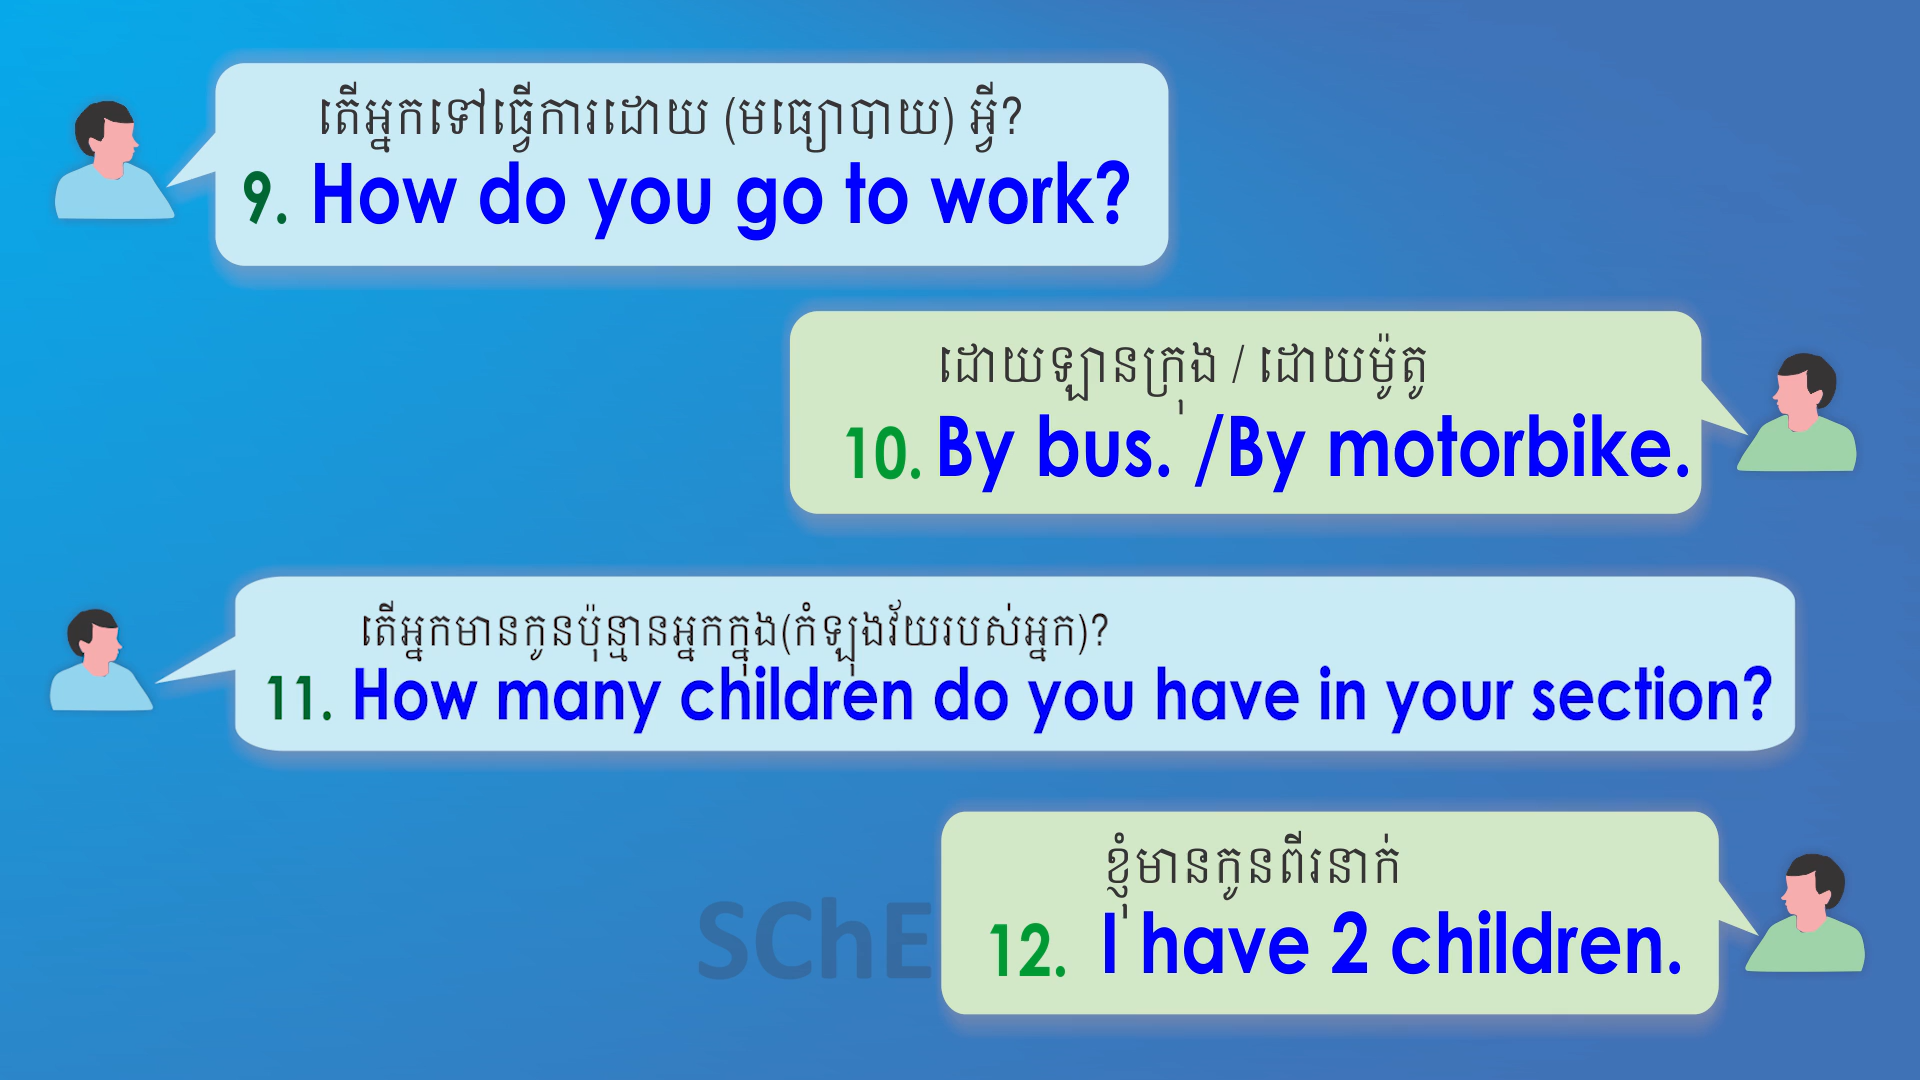 តើអ្នកទៅធ្វើការដោយ (មធ្យោបាយ) អ្វី?
9. How do you go to work?
ដោយឡានក្រុង / ដោយម៉ូតូ
10. By bus. /By motorbike.
តើអ្នកមានកូនប៉ុន្មានអ្នកក្នុង(កំឡុងវ័យរបស់អ្នក)?
11. How many children do you have in your section?
ខ្ញុំមានកូនពីរនាក់
12. I have 2 children.
SChE